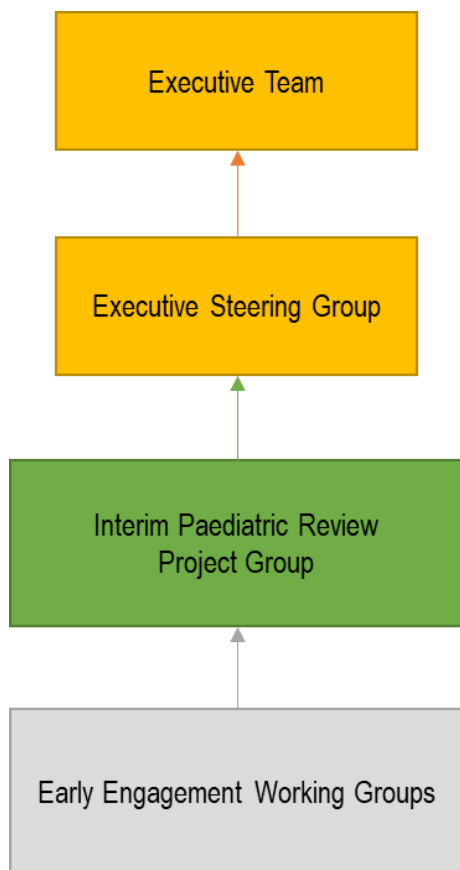 Executive Team
Executive Steering Group
Interim Paediatric Review
Project Group
Early Engagement Working Groups